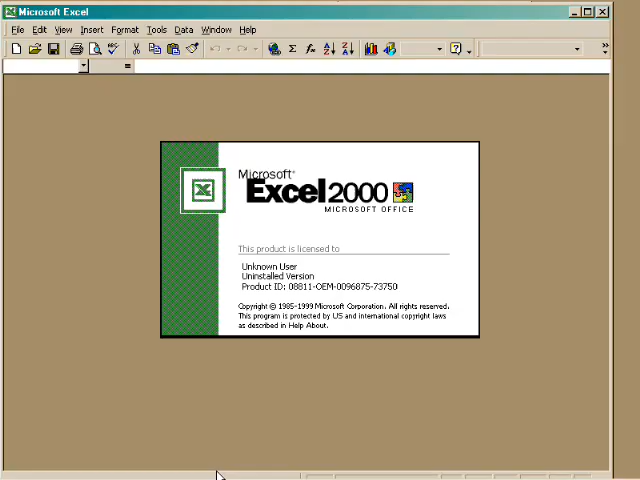 Microsoft Excel
File Edit View Insert Format Tools Data Window Help
Microsoft®
Excel 2000
MICROSOFT OFFICE
This product is licensed to
Unknown User
Uninstalled Version
Product ID: 08811-OEM-0096875-73750
Copyright © 1985-1999 Microsoft Corporation. All rights reserved.
This program is protected by US and international copyright laws
as described in Help About.